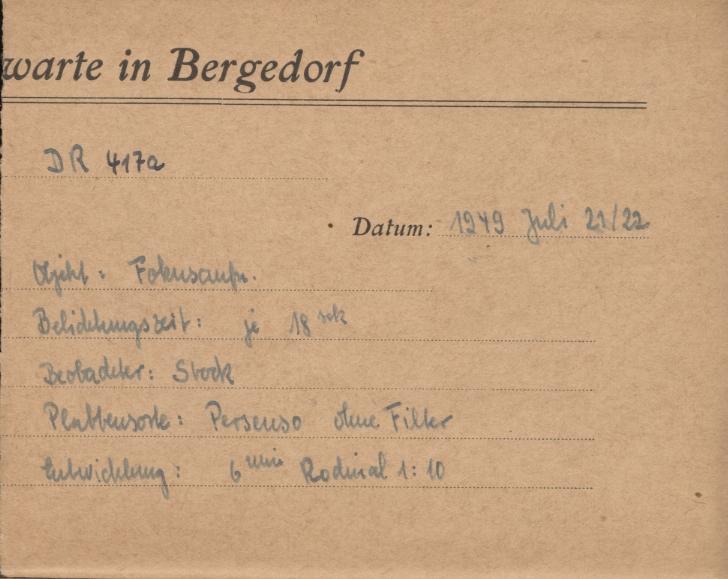 warte in Bergedorf
DR 417a
Datum: 1949 Juli 21/22
Objekt: Fokusaufn.
Belichtungszeit: je 18 sek
Beobachter: Stock
Plattensorte: Persenso ohne Filter
Entwicklung: 6 min Rodinal 1:10